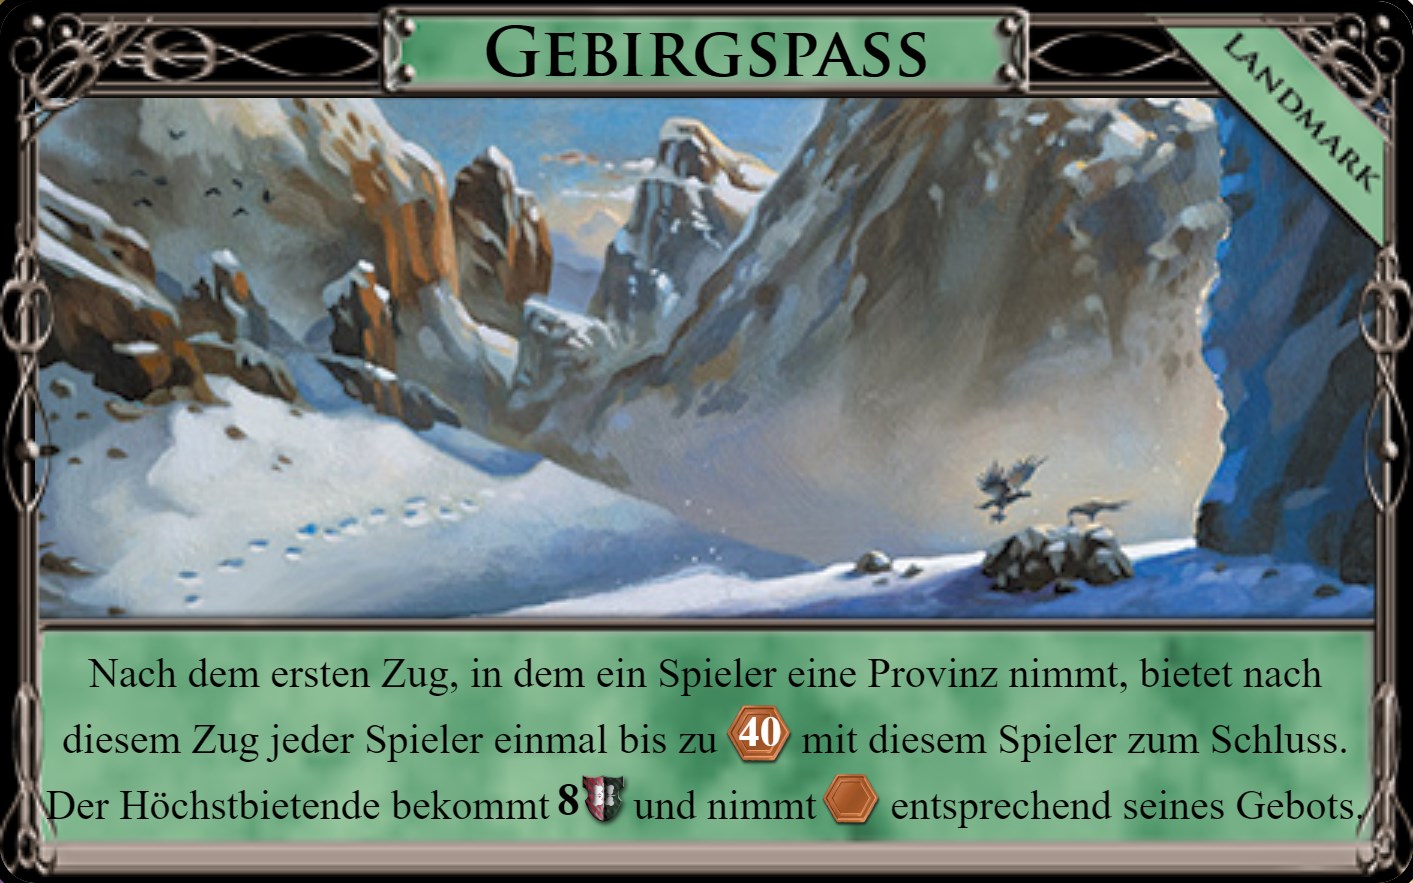 GEBIRGSPASS
LANDMARK
Nach dem ersten Zug, in dem ein Spieler eine Provinz nimmt, bietet nach
diesem Zug jeder Spieler einmal bis zu 40 mit diesem Spieler zum Schluss.
Der Höchstbietende bekommt 8 und nimmt entsprechend seines Gebots.